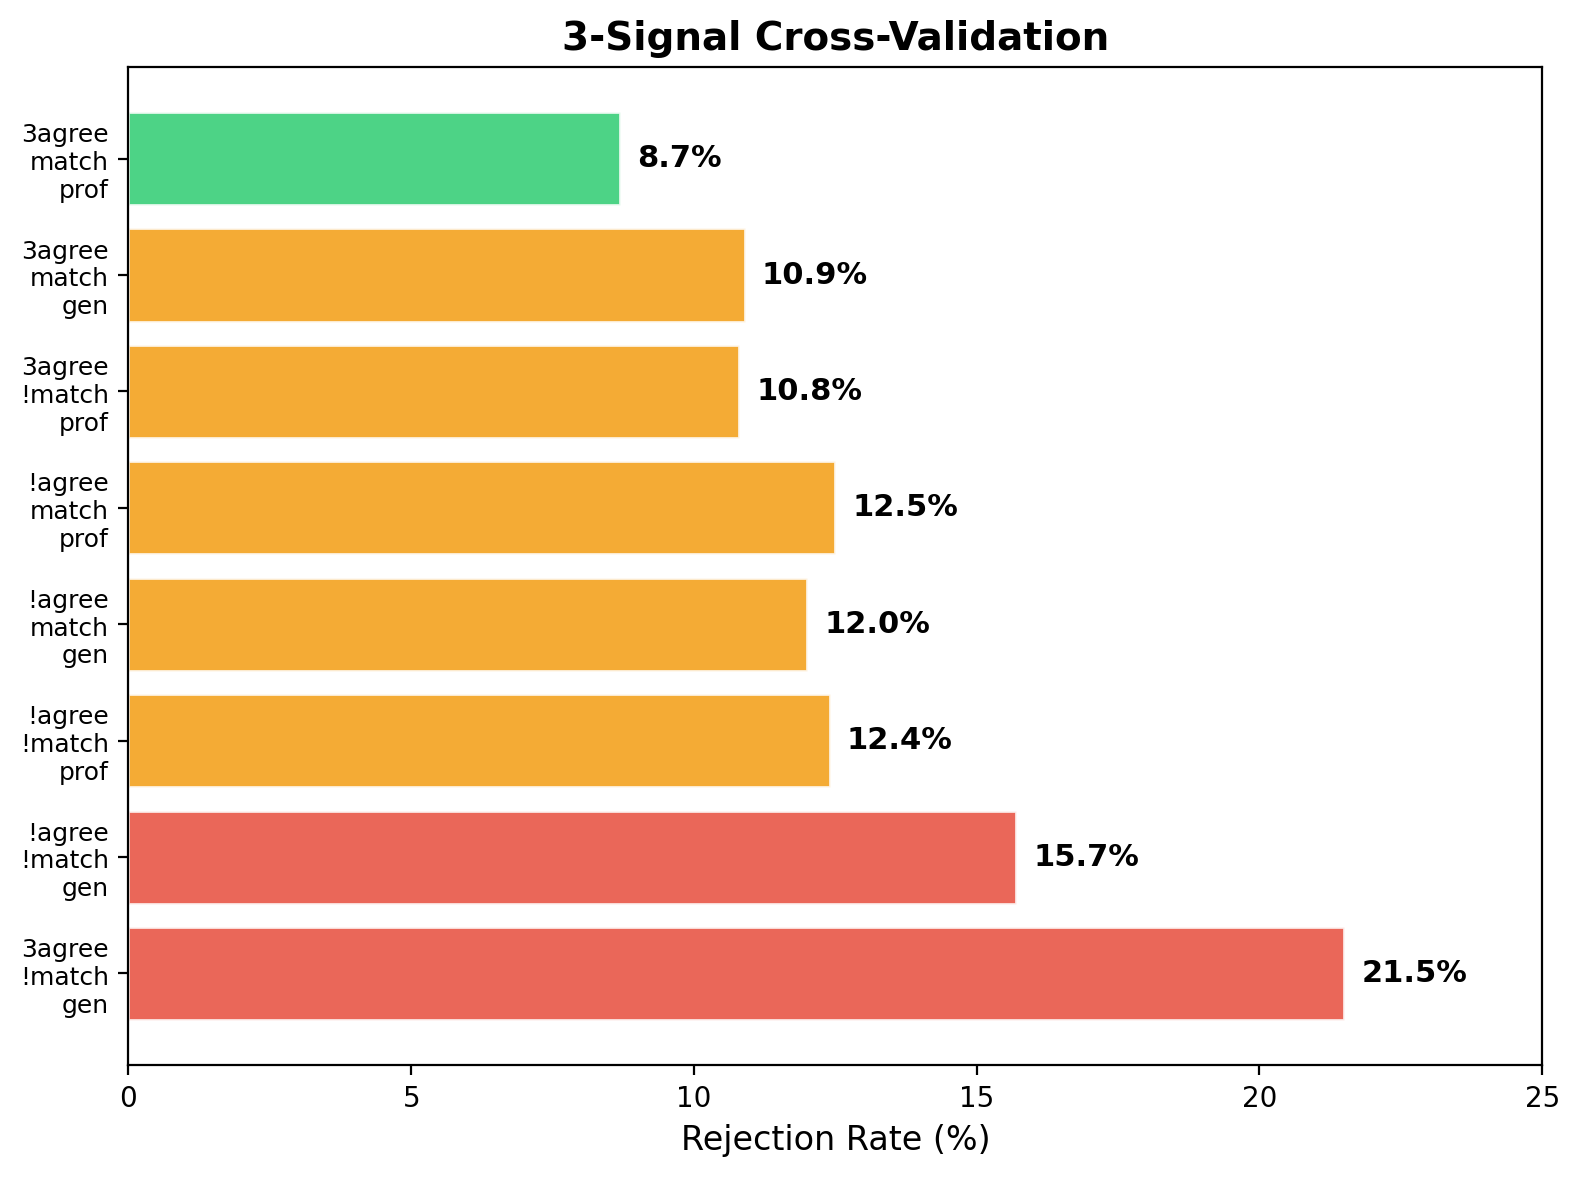 3-Signal Cross-Validation
3agree
match
prof
8.7%
3agree
match
gen
10.9%
3agree
!match
prof
10.8%
!agree
match
prof
12.5%
!agree
match
gen
12.0%
!agree
!match
prof
12.4%
!agree
!match
gen
15.7%
3agree
!match
gen
21.5%
0 5 10 15 20 25
Rejection Rate (%)